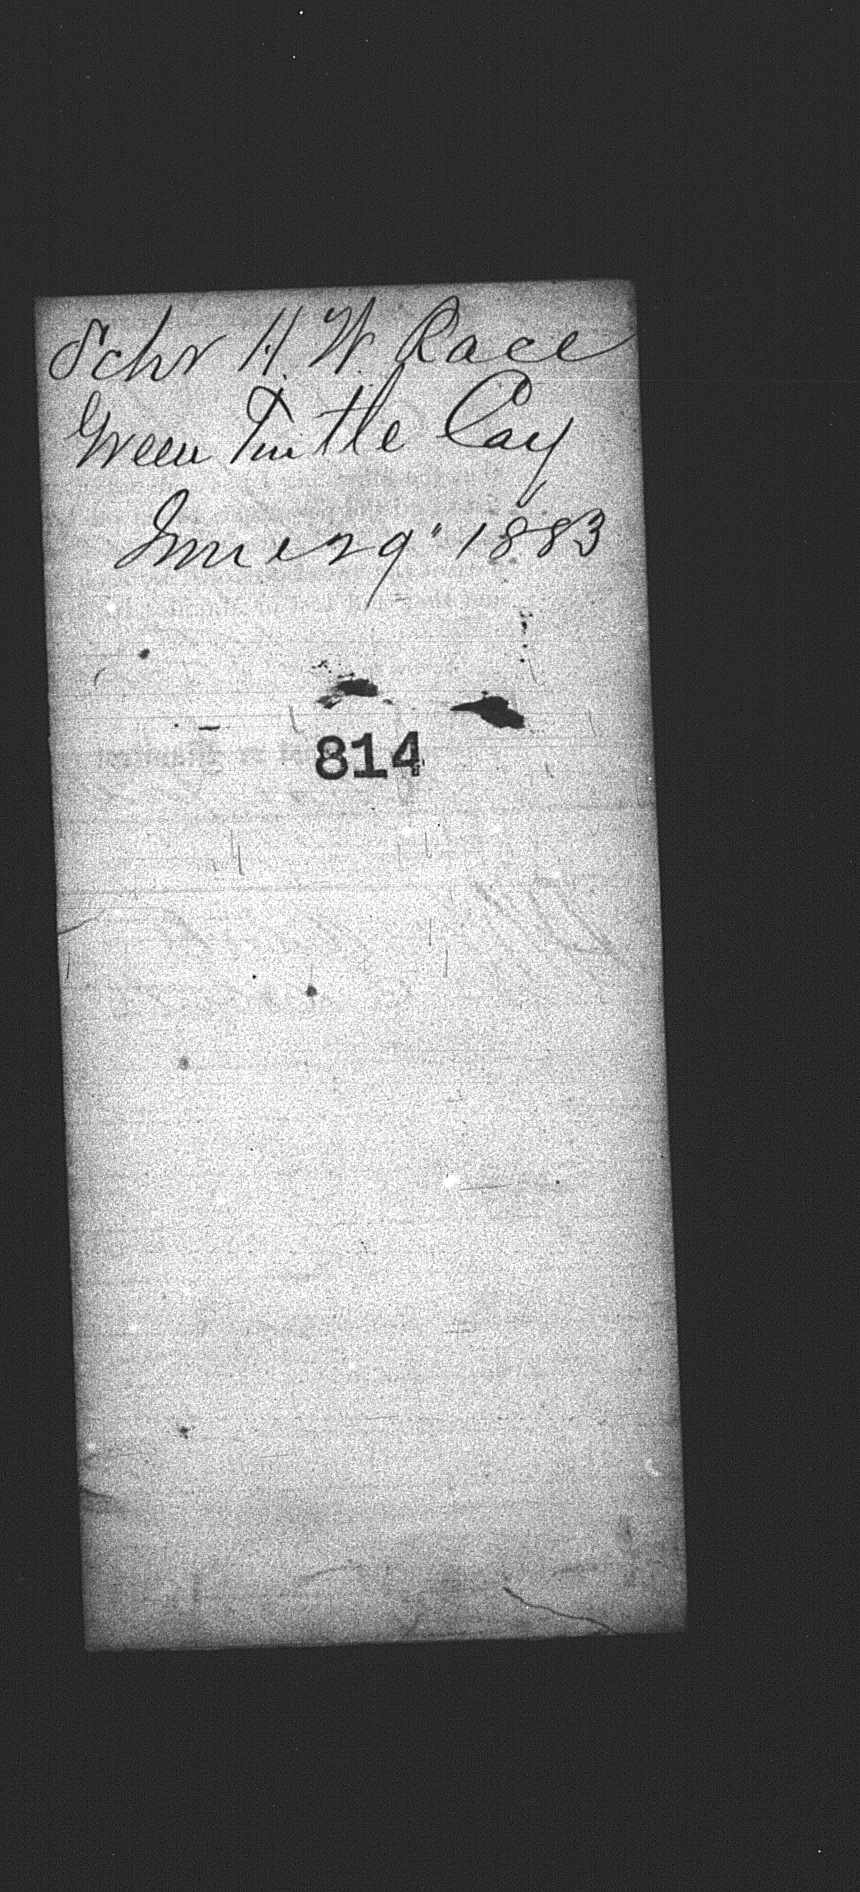 Schr H. W. Race
Green Turtle Cay
June 29" 1883
814